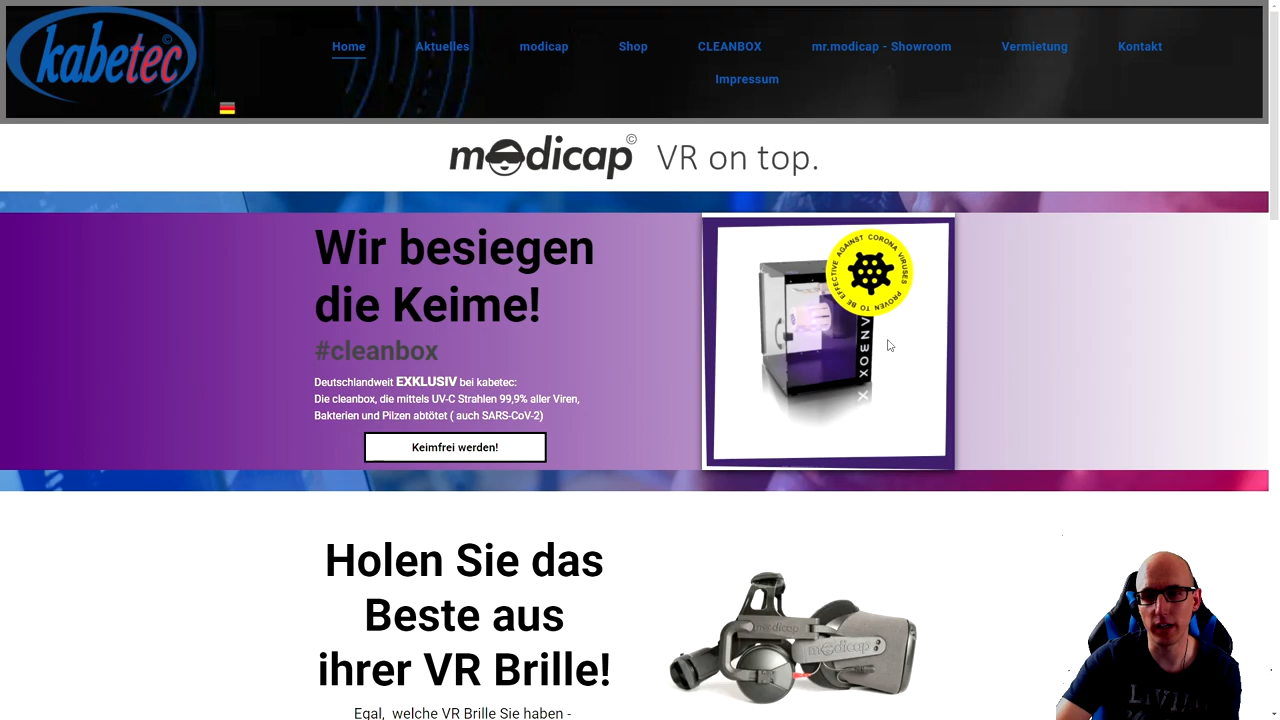 kabetec©
Home
Aktuelles
modicap
Shop
CLEANBOX
mr.modicap - Showroom
Vermietung
Kontakt
Impressum
modicap©
VR on top.
Wir besiegen
die Keime!
#cleanbox
Deutschlandweit EXKLUSIV bei kabetec:
Die cleanbox, die mittels UV-C Strahlen 99,9% aller Viren,
Bakterien und Pilzen abtötet ( auch SARS-CoV-2)
Keimfrei werden!
PROVEN TO BE EFFECTIVE AGAINST CORONA VIRUSES
Holen Sie das
Beste aus
ihrer VR Brille!
modicap
Egal, welche VR Brille Sie haben -